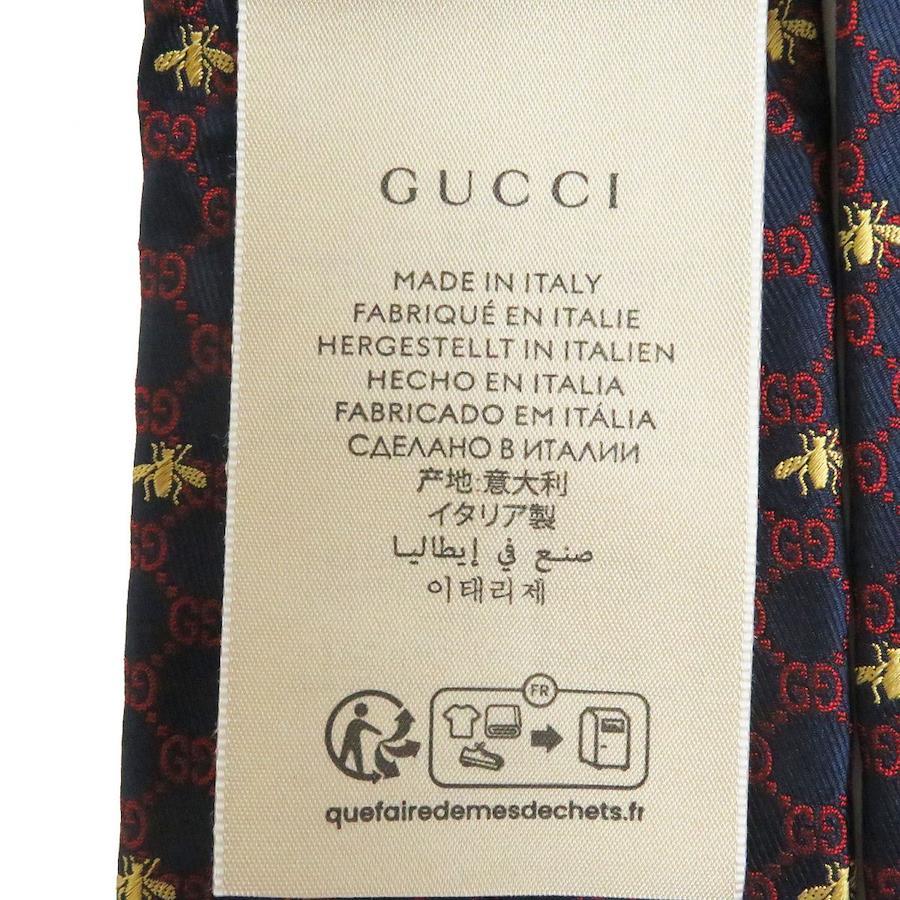 GUCCI
MADE IN ITALY
FABRIQUÉ EN ITALIE
HERGESTELLT IN ITALIEN
HECHO EN ITALIA
FABRICADO EM ITÁLIA
СДЕЛАНО В ИТАЛИИ
产地:意大利
イタリア製
صنع في إيطاليا
이태리제
FR
quefairedemesdechets.fr